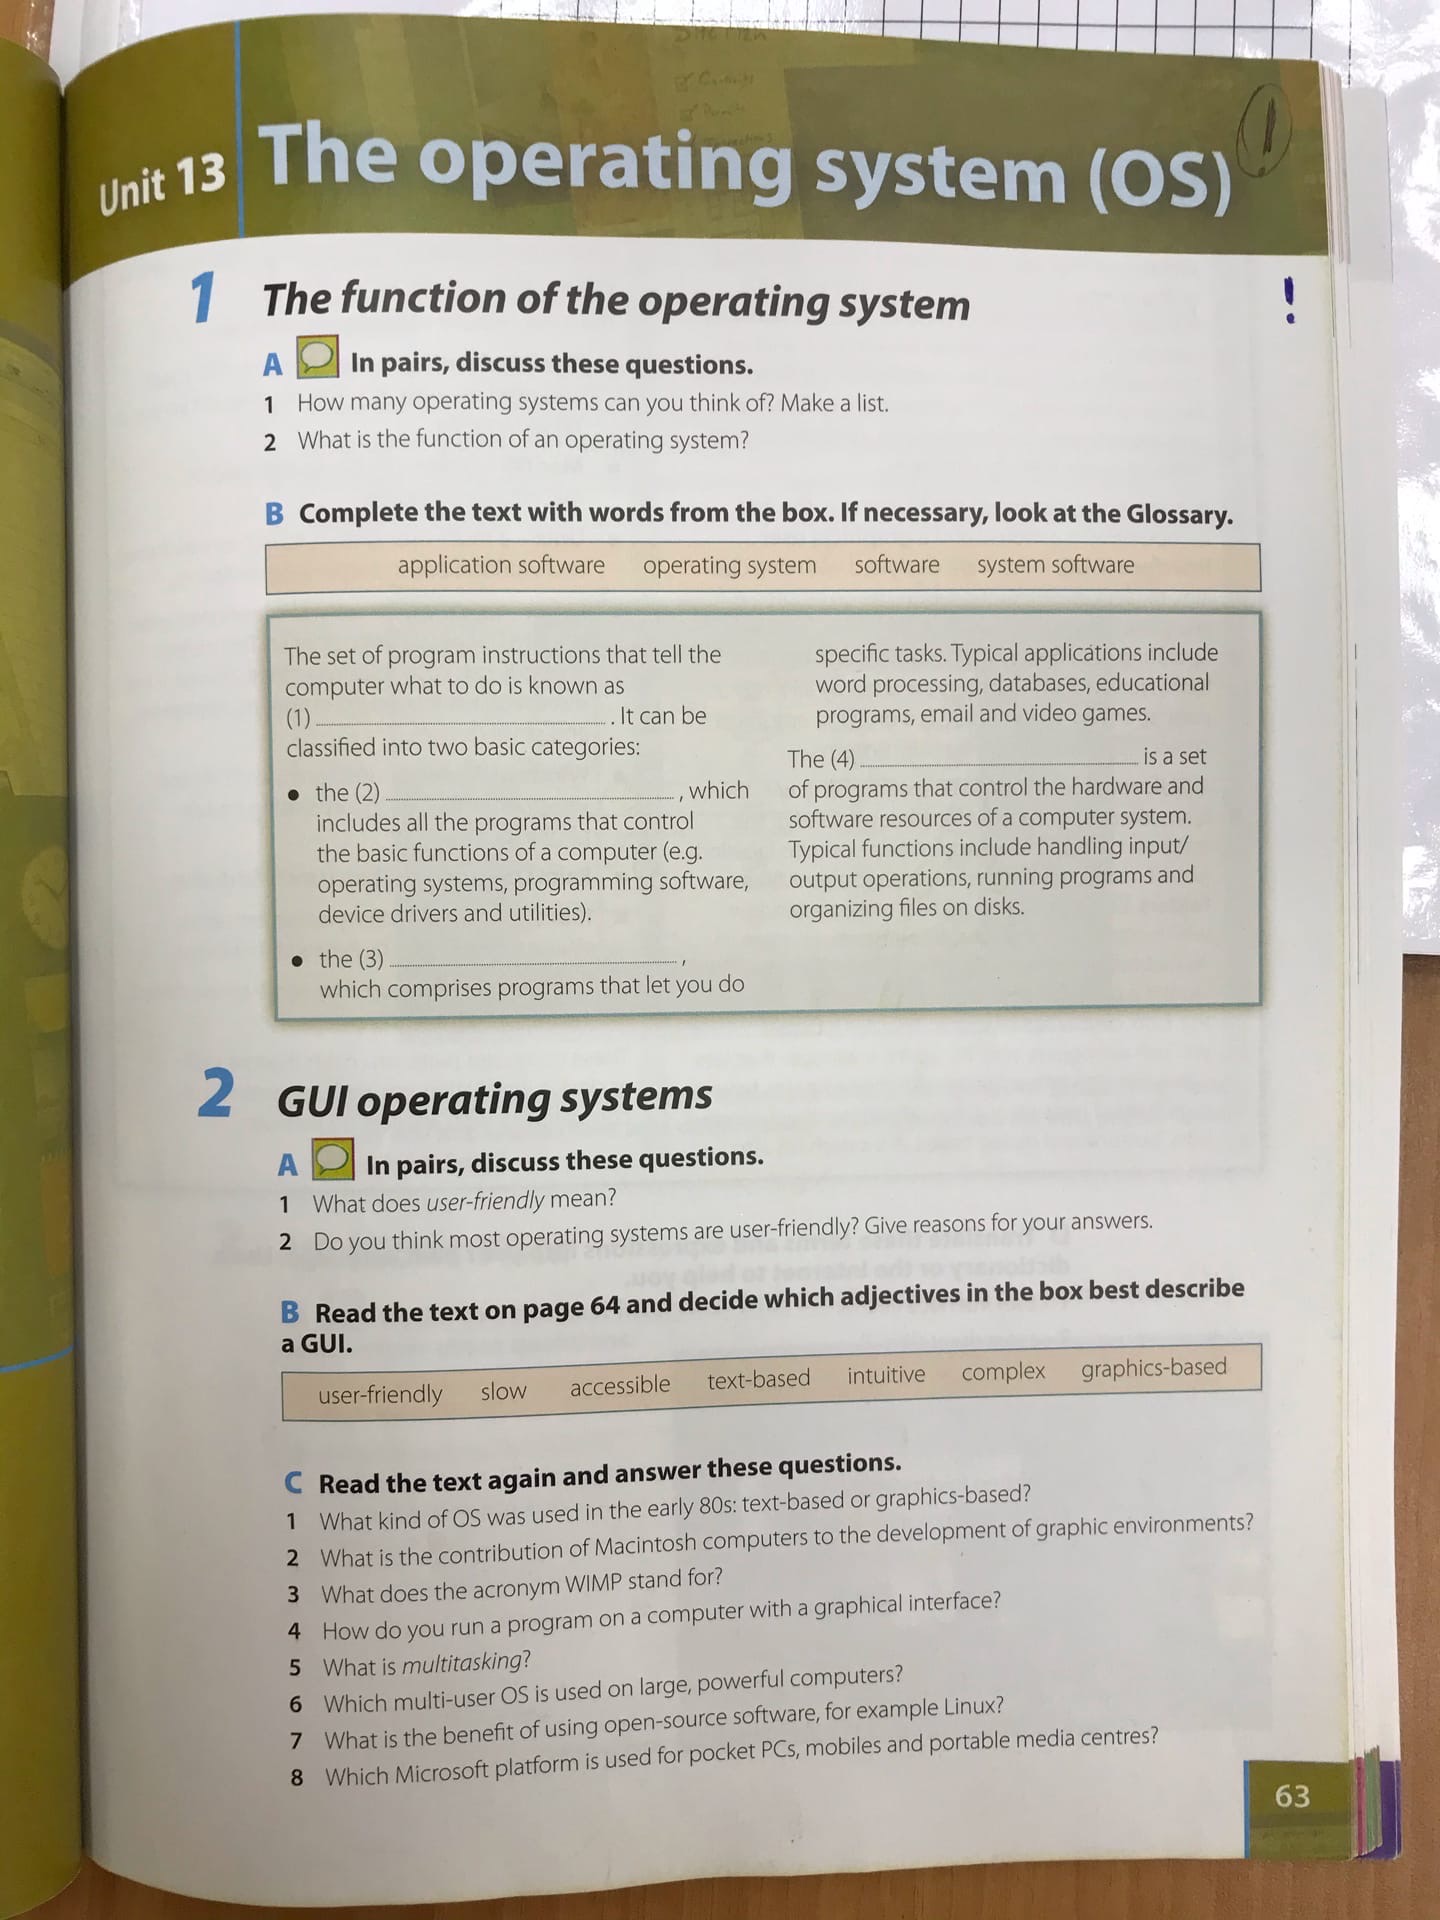 Unit 13
The operating system (OS)
1 The function of the operating system
!
A In pairs, discuss these questions.
1 How many operating systems can you think of? Make a list.
2 What is the function of an operating system?
B Complete the text with words from the box. If necessary, look at the Glossary.
application software operating system software system software
The set of program instructions that tell the
computer what to do is known as
(1) . It can be
classified into two basic categories:
• the (2) , which
includes all the programs that control
the basic functions of a computer (e.g.
operating systems, programming software,
device drivers and utilities).
• the (3) ,
which comprises programs that let you do
specific tasks. Typical applications include
word processing, databases, educational
programs, email and video games.
The (4) is a set
of programs that control the hardware and
software resources of a computer system.
Typical functions include handling input/
output operations, running programs and
organizing files on disks.
2 GUI operating systems
A In pairs, discuss these questions.
1 What does user-friendly mean?
2 Do you think most operating systems are user-friendly? Give reasons for your answers.
B Read the text on page 64 and decide which adjectives in the box best describe
a GUI.
user-friendly slow accessible text-based intuitive complex graphics-based
C Read the text again and answer these questions.
1 What kind of OS was used in the early 80s: text-based or graphics-based?
2 What is the contribution of Macintosh computers to the development of graphic environments?
3 What does the acronym WIMP stand for?
4 How do you run a program on a computer with a graphical interface?
5 What is multitasking?
6 Which multi-user OS is used on large, powerful computers?
7 What is the benefit of using open-source software, for example Linux?
8 Which Microsoft platform is used for pocket PCs, mobiles and portable media centres?
63